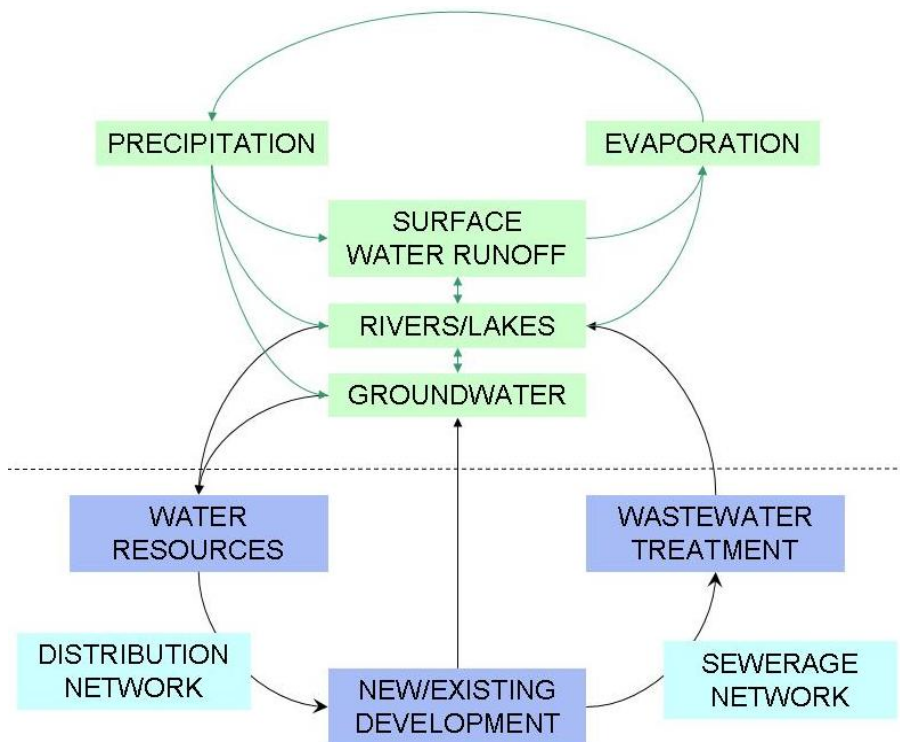 PRECIPITATION
EVAPORATION
SURFACE
WATER RUNOFF
RIVERS/LAKES
GROUNDWATER
WATER
RESOURCES
WASTEWATER
TREATMENT
DISTRIBUTION
NETWORK
NEW/EXISTING
DEVELOPMENT
SEWERAGE
NETWORK